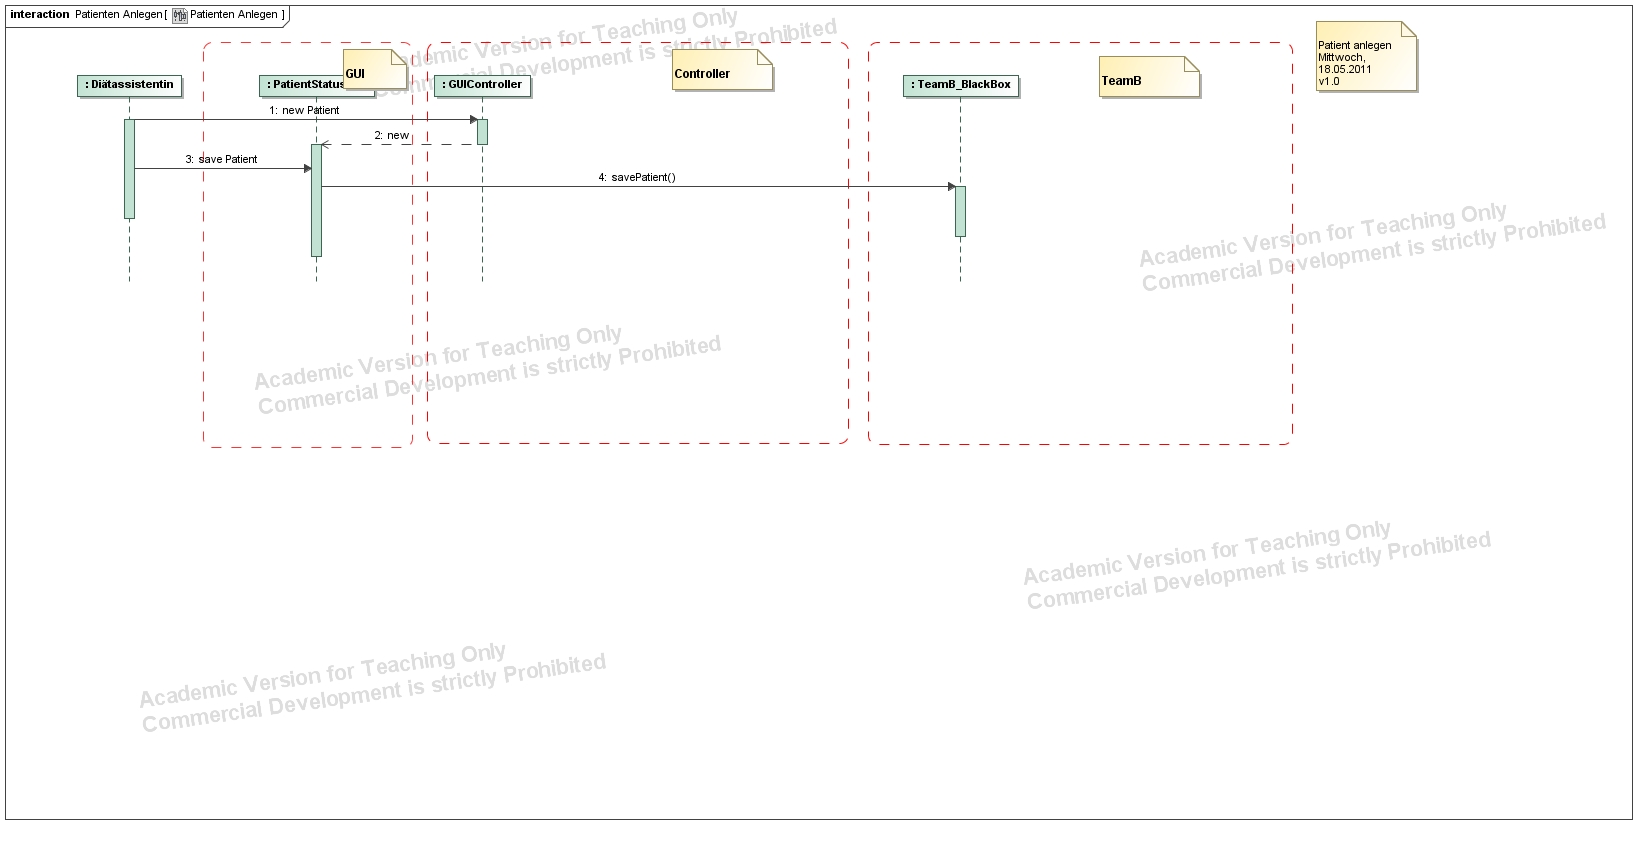 interaction Patienten Anlegen [ Patienten Anlegen ]
Academic Version for Teaching Only
Commercial Development is strictly Prohibited
GUI
Controller
TeamB
Patient anlegen
Mittwoch,
18.05.2011
v1.0
: Diätassistentin
: PatientStatus
: GUIController
: TeamB_BlackBox
1: new Patient
2: new
3: save Patient
4: savePatient()
Academic Version for Teaching Only
Commercial Development is strictly Prohibited
Academic Version for Teaching Only
Commercial Development is strictly Prohibited
Academic Version for Teaching Only
Commercial Development is strictly Prohibited
Academic Version for Teaching Only
Commercial Development is strictly Prohibited